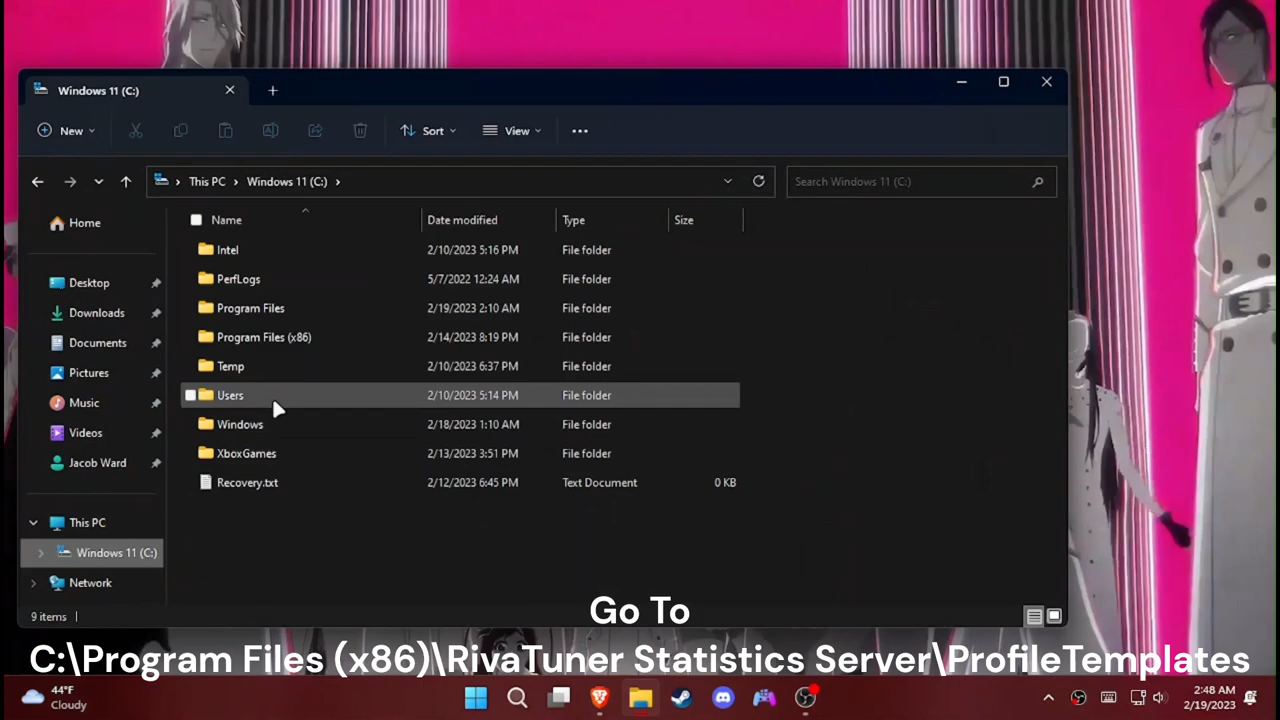 Windows 11 (C:)
New
Sort
View
This PC
Windows 11 (C:)
Search Windows 11 (C:)
Name Date modified Type Size
Home
Desktop
Downloads
Documents
Pictures
Music
Videos
Jacob Ward
This PC
Windows 11 (C:)
Network
Intel 2/10/2023 5:16 PM File folder
PerfLogs 5/7/2022 12:24 AM File folder
Program Files 2/19/2023 2:10 AM File folder
Program Files (x86) 2/14/2023 8:19 PM File folder
Temp 2/10/2023 6:37 PM File folder
Users 2/10/2023 5:14 PM File folder
Windows 2/18/2023 1:10 AM File folder
XboxGames 2/13/2023 3:51 PM File folder
Recovery.txt 2/12/2023 6:45 PM Text Document 0 KB
9 items
Go To
C:\Program Files (x86)\RivaTuner Statistics Server\ProfileTemplates
44°F
Cloudy
2:48 AM
2/19/2023